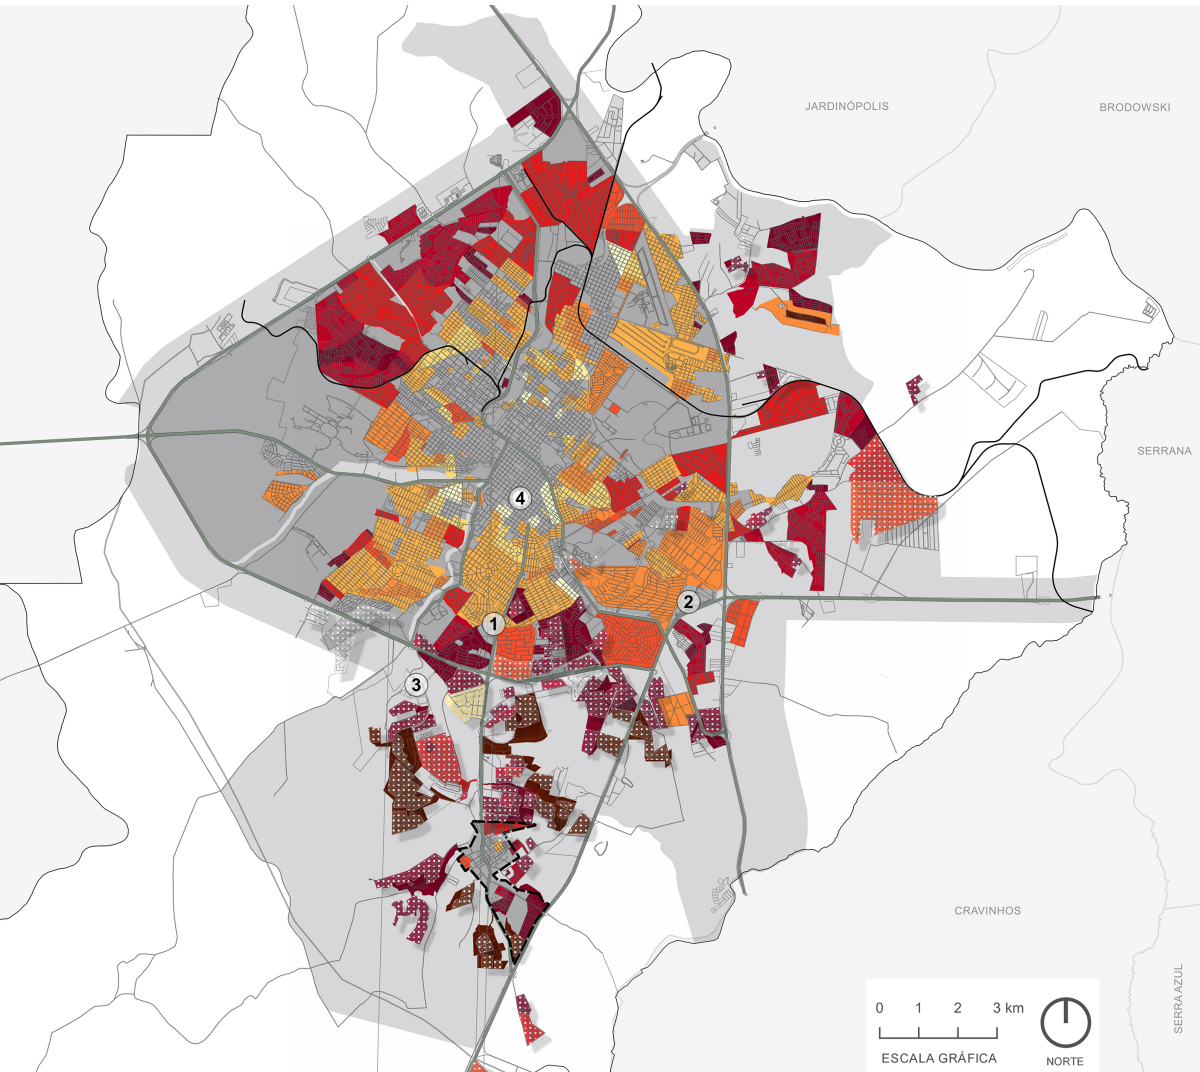 JARDINÓPOLIS
BRODOWSKI
SERRANA
4
2
1
3
CRAVINHOS
SERRA AZUL
0 1 2 3 km
ESCALA GRÁFICA
NORTE